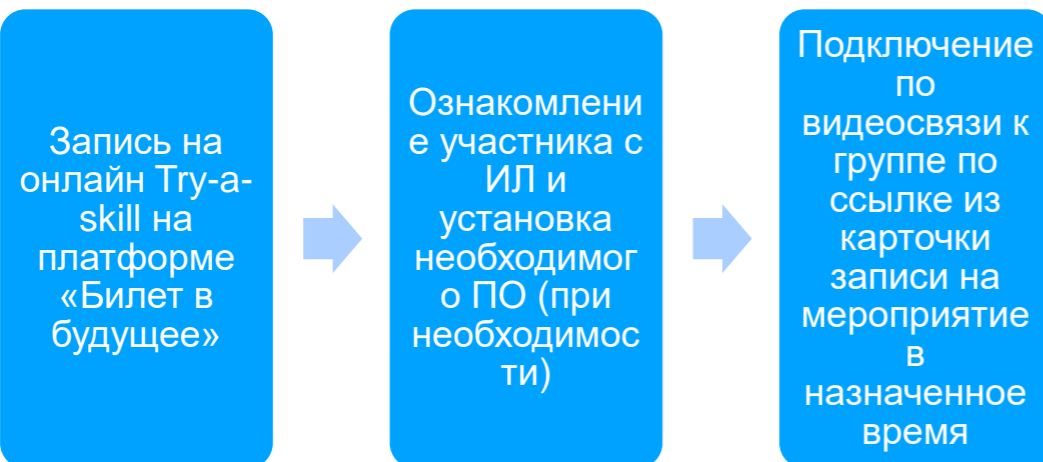 Запись на
онлайн Try-a-
skill на
платформе
«Билет в
будущее»
Ознакомлени
е участника с
ИЛ и
установка
необходимог
о ПО (при
необходимос
ти)
Подключение
по
видеосвязи к
группе по
ссылке из
карточки
записи на
мероприятие
в
назначенное
время